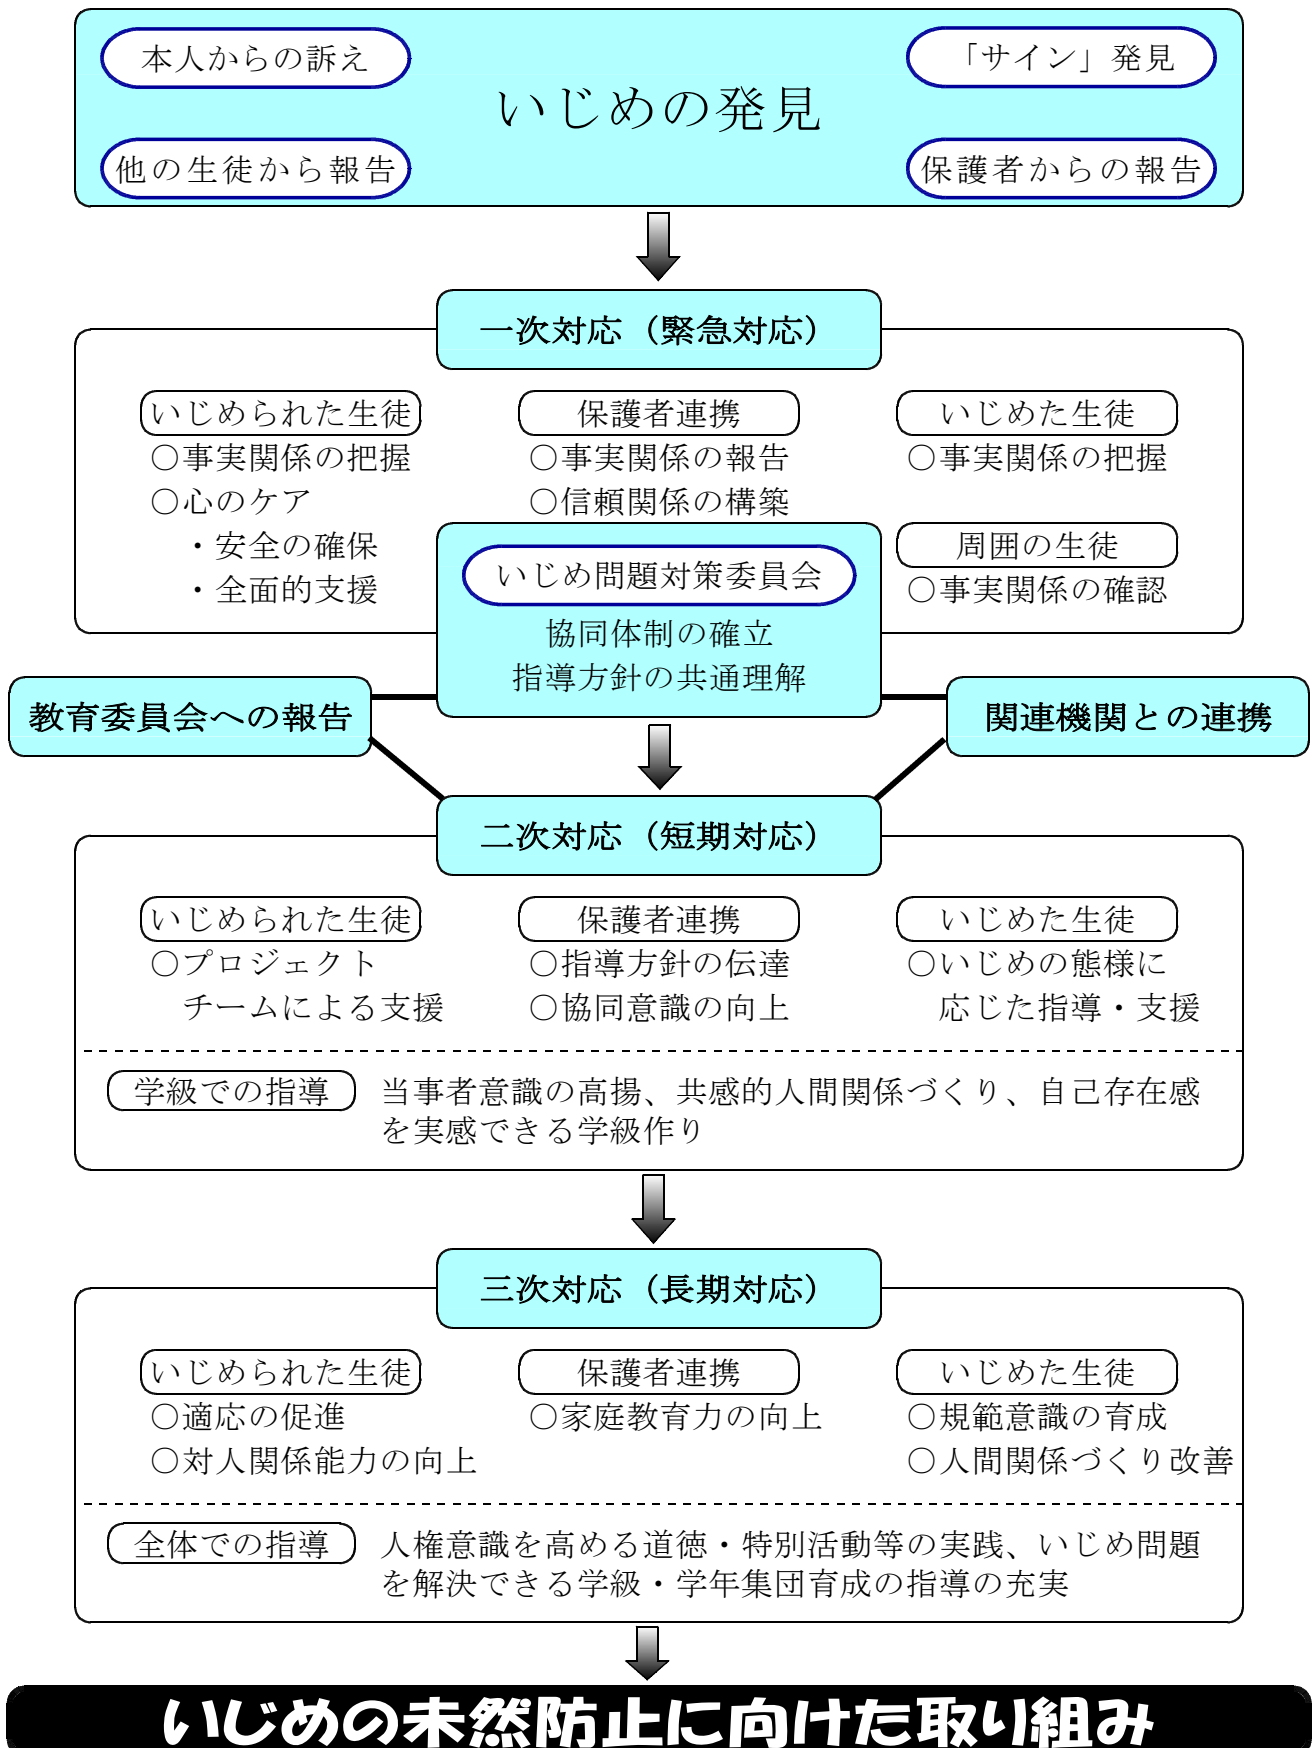 本人からの訴え
「サイン」発見
いじめの発見
他の生徒から報告
保護者からの報告
一次対応（緊急対応）
いじめられた生徒
○事実関係の把握
○心のケア
・安全の確保
・全面的支援
保護者連携
○事実関係の報告
○信頼関係の構築
いじめた生徒
○事実関係の把握
周囲の生徒
○事実関係の確認
いじめ問題対策委員会
協同体制の確立
指導方針の共通理解
教育委員会への報告
関連機関との連携
二次対応（短期対応）
いじめられた生徒
○プロジェクト
チームによる支援
保護者連携
○指導方針の伝達
○協同意識の向上
いじめた生徒
○いじめの態様に
応じた指導・支援
学級での指導
当事者意識の高揚、共感的人間関係づくり、自己存在感
を実感できる学級作り
三次対応（長期対応）
いじめられた生徒
○適応の促進
○対人関係能力の向上
保護者連携
○家庭教育力の向上
いじめた生徒
○規範意識の育成
○人間関係づくり改善
全体での指導
人権意識を高める道徳・特別活動等の実践、いじめ問題
を解決できる学級・学年集団育成の指導の充実
いじめの未然防止に向けた取り組み